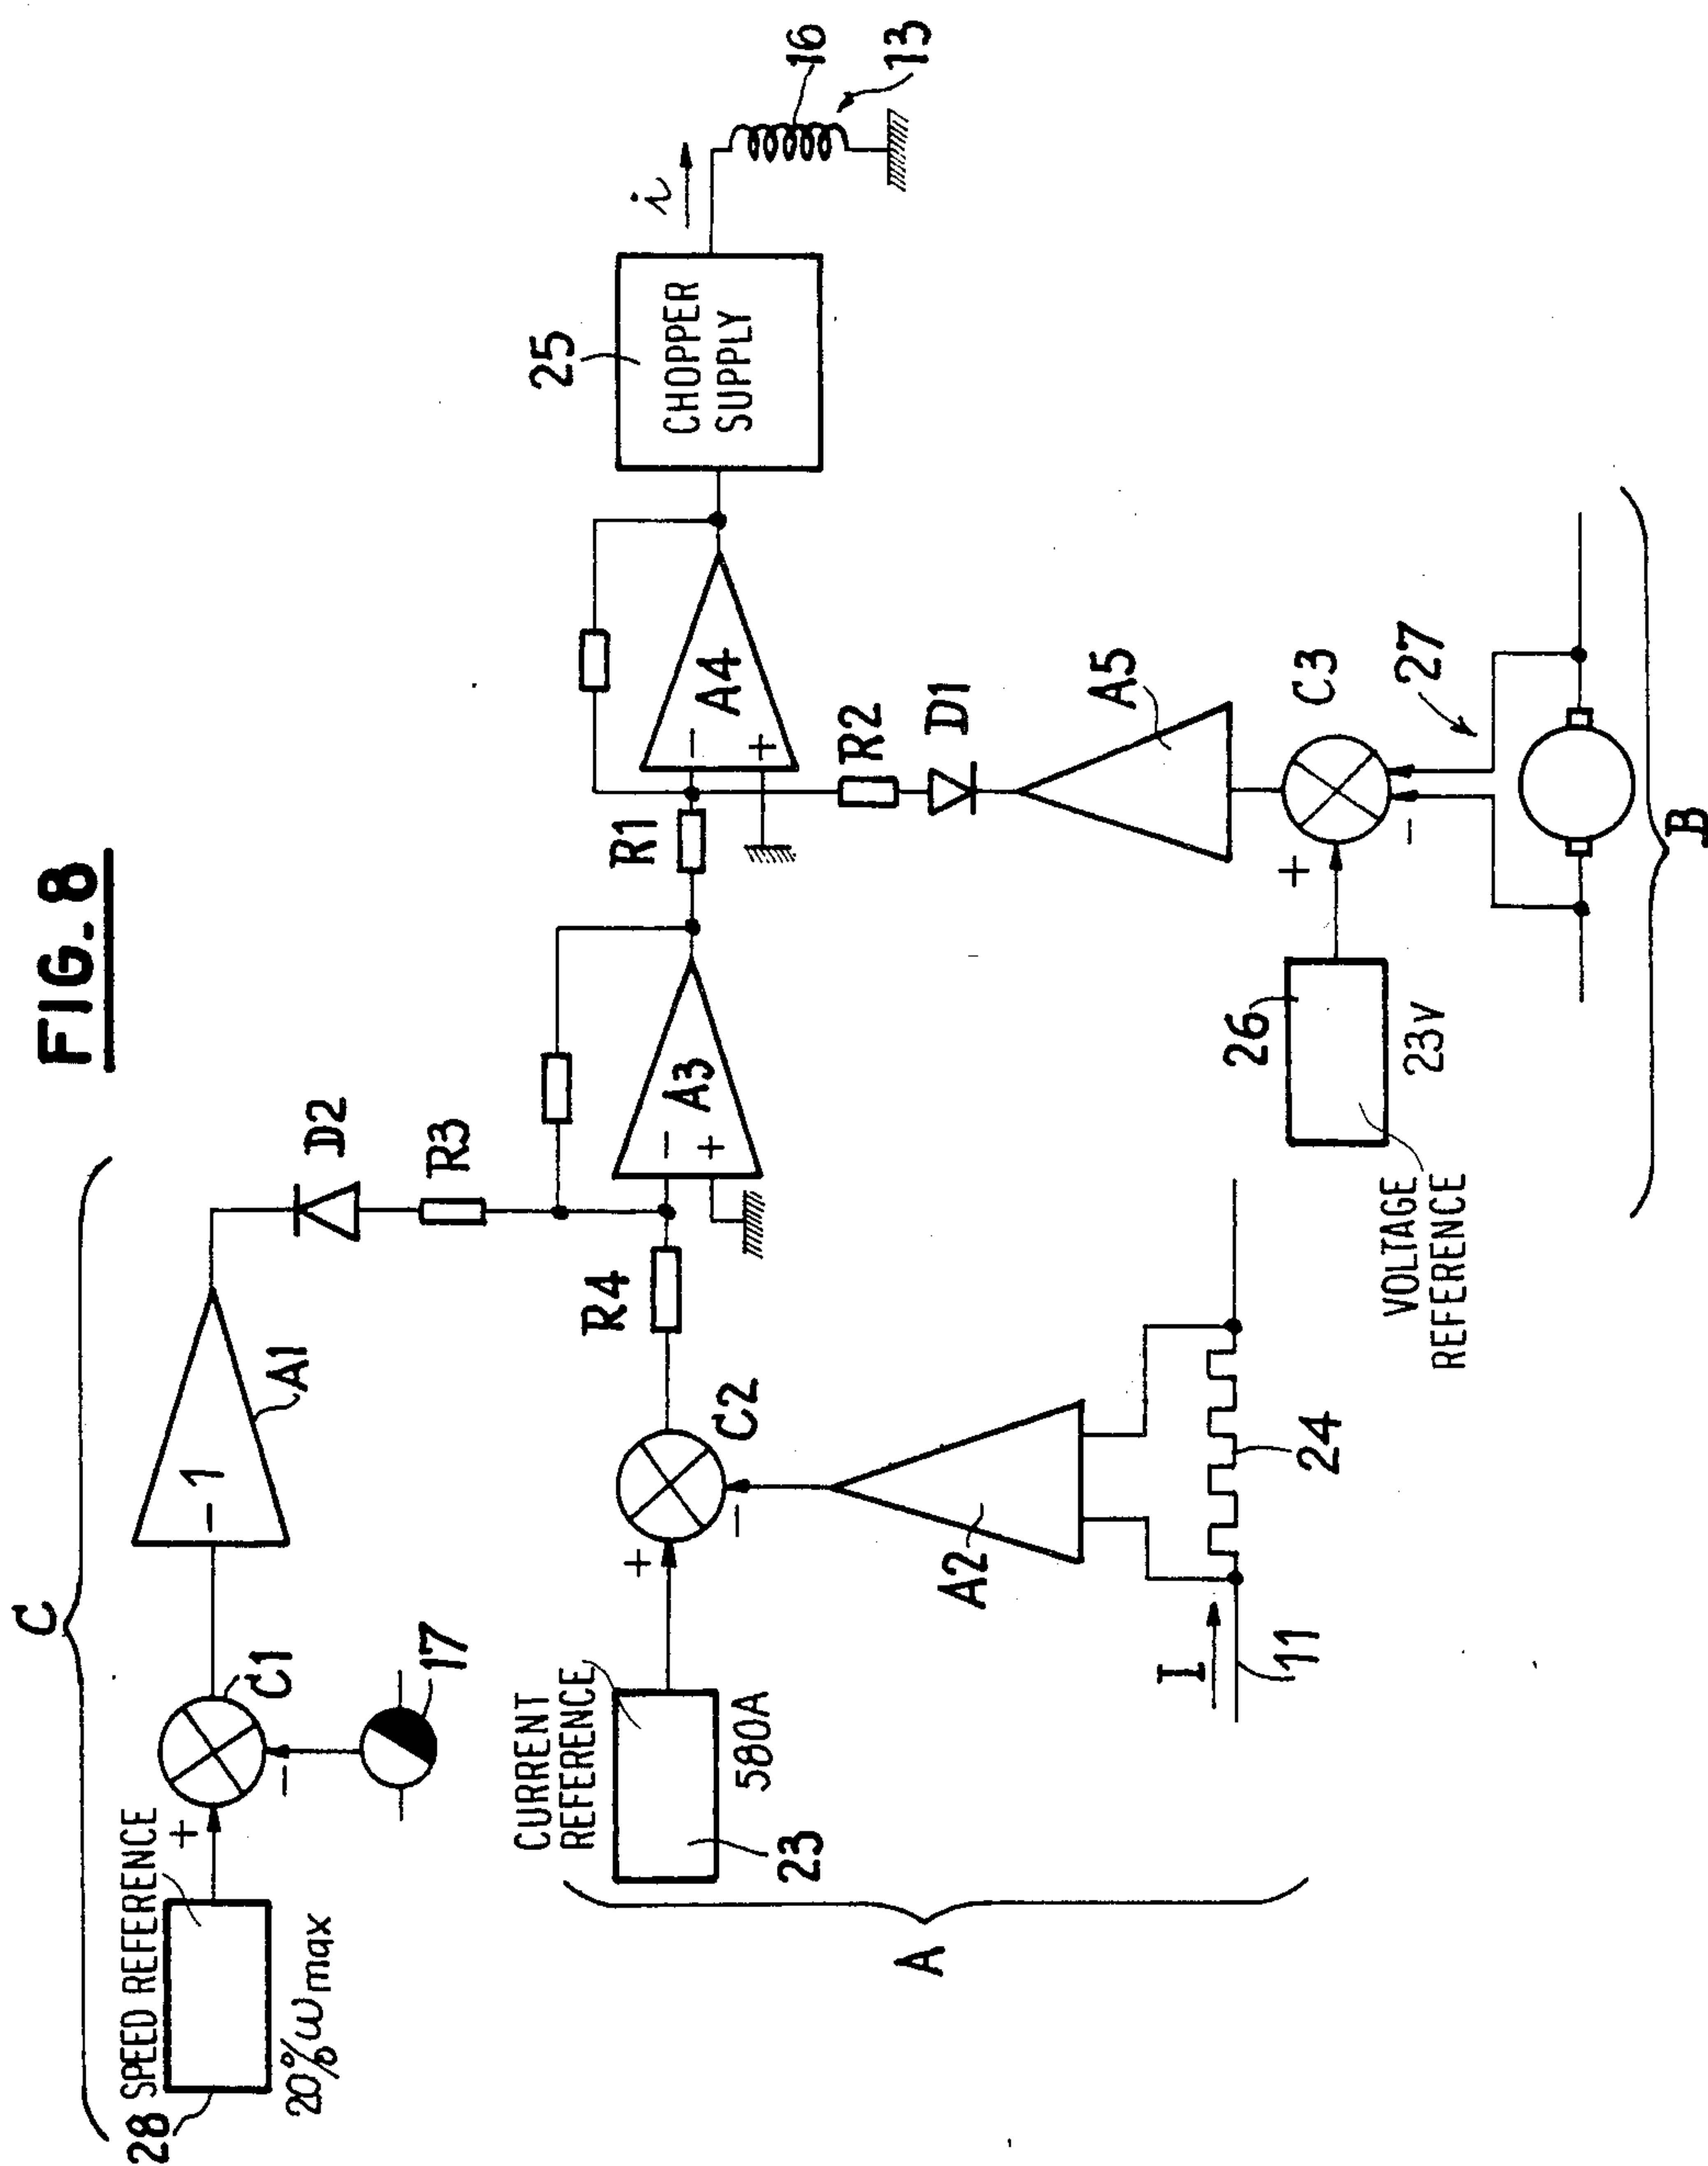 FIG. 8
C
28
SPEED REFERENCE
20% ωmax
+
-
C1
17
-1
A1
D2
R3
CURRENT
REFERENCE
23
580A
+
-
C2
R4
A2
I
11
24
A
A3
-
+
R1
A4
-
+
25
CHOPPER
SUPPLY
i
16
13
R2
D1
A5
C3
+
-
27
26
23V
VOLTAGE
REFERENCE
B